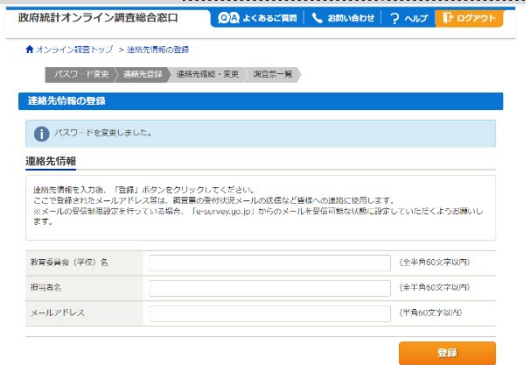 政府統計オンライン調査総合窓口
Q&A よくあるご質問 お問い合わせ ? ヘルプ ログアウト
オンライン調査トップ > 連絡先情報の登録
パスワード変更 連絡先登録 連絡先確認・変更 調査票一覧
連絡先情報の登録
パスワードを変更しました。
連絡先情報
連絡先情報を入力後、「登録」ボタンをクリックしてください。
ここで登録されたメールアドレス等は、調査票の受付状況メールの送信など皆様への連絡に使用します。
※メールの受信制限設定を行っている場合、「e-survey.go.jp」からのメールを受信可能な状態に設定していただくようお願いし
ます。
教育委員会（学校）名 （全半角60文字以内）
担当者名 （全半角60文字以内）
メールアドレス （半角60文字以内）
登録